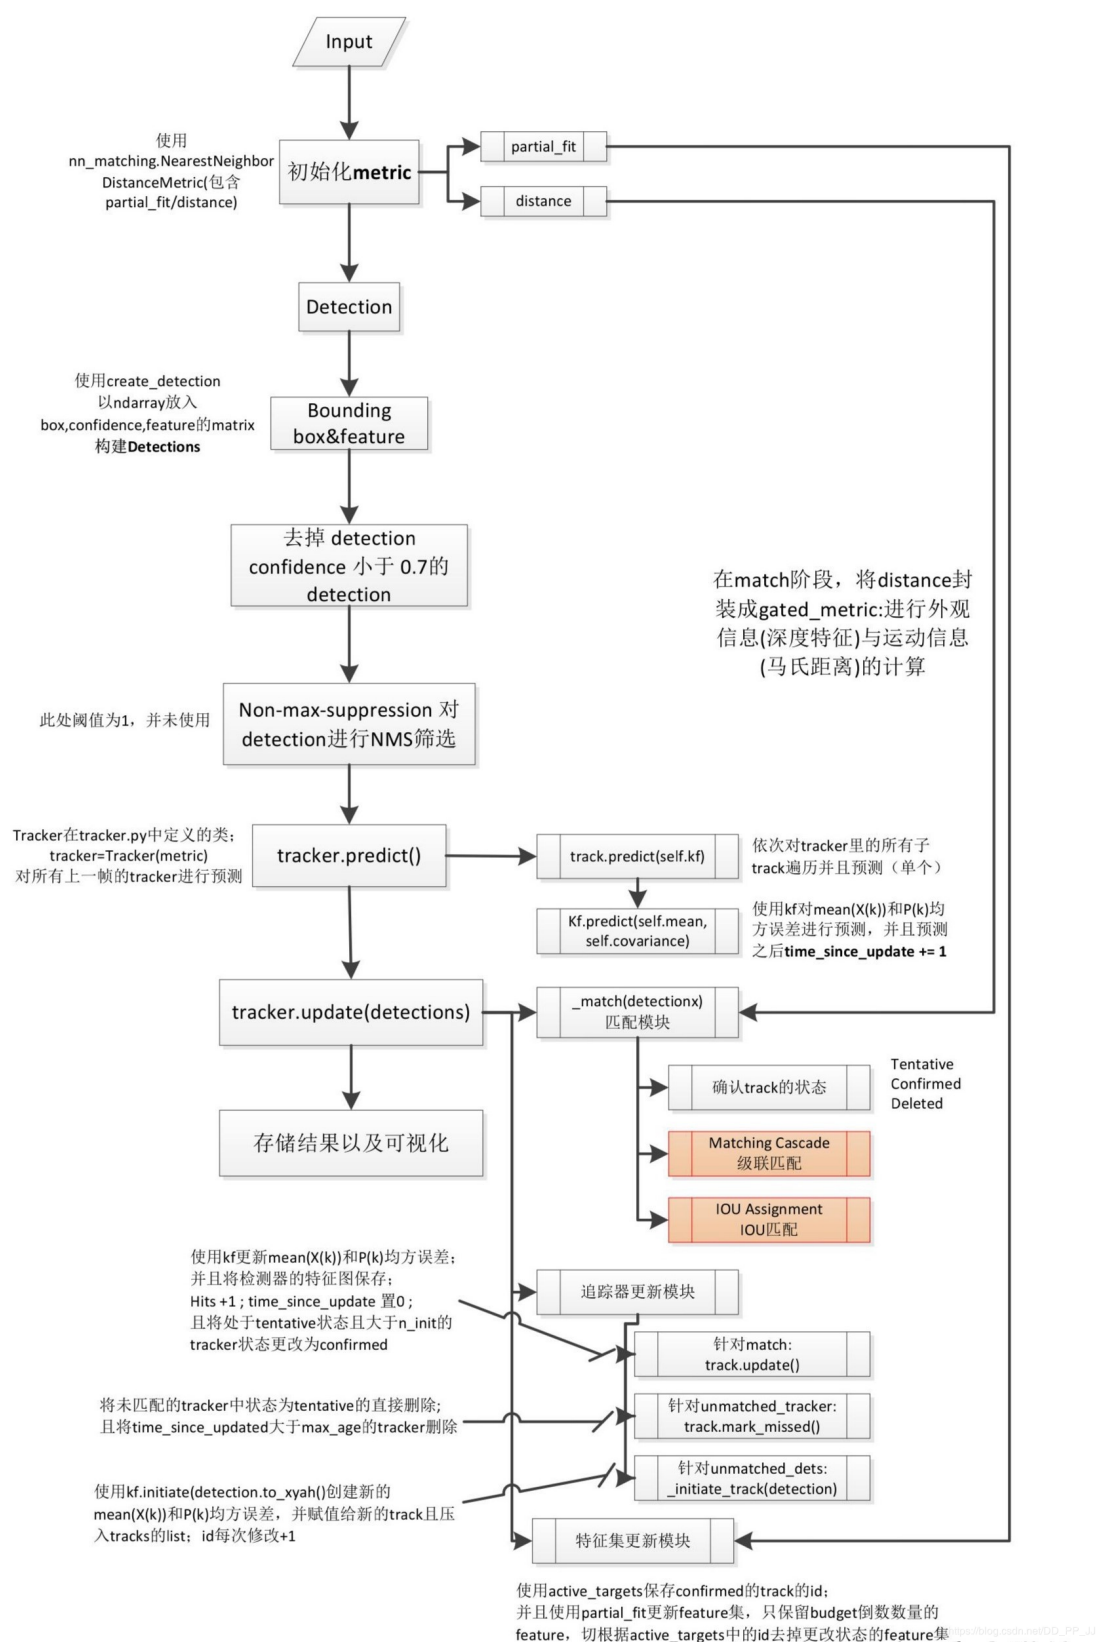 Input
使用
nn_matching.NearestNeighbor
DistanceMetric(包含
partial_fit/distance)
初始化metric
partial_fit
distance
Detection
使用create_detection
以ndarray放入
box,confidence,feature的matrix
构建Detections
Bounding
box&feature
去掉 detection
confidence 小于 0.7的
detection
在match阶段，将distance封
装成gated_metric:进行外观
信息(深度特征)与运动信息
(马氏距离)的计算
此处阈值为1，并未使用
Non-max-suppression 对
detection进行NMS筛选
Tracker在tracker.py中定义的类；
tracker=Tracker(metric)
对所有上一帧的tracker进行预测
tracker.predict()
track.predict(self.kf)
依次对tracker里的所有子
track遍历并且预测（单个）
Kf.predict(self.mean,
self.covariance)
使用kf对mean(X(k))和P(k)均
方误差进行预测，并且预测
之后time_since_update += 1
tracker.update(detections)
_match(detectionx)
匹配模块
确认track的状态
Tentative
Confirmed
Deleted
存储结果以及可视化
Matching Cascade
级联匹配
IOU Assignment
IOU匹配
使用kf更新mean(X(k))和P(k)均方误差；
并且将检测器的特征图保存；
Hits +1 ; time_since_update 置0 ;
且将处于tentative状态且大于n_init的
tracker状态更改为confirmed
追踪器更新模块
针对match:
track.update()
将未匹配的tracker中状态为tentative的直接删除;
且将time_since_updated大于max_age的tracker删除
针对unmatched_tracker:
track.mark_missed()
针对unmatched_dets:
_initiate_track(detection)
使用kf.initiate(detection.to_xyah()创建新的
mean(X(k))和P(k)均方误差，并赋值给新的track且压
入tracks的list；id每次修改+1
特征集更新模块
使用active_targets保存confirmed的track的id；
并且使用partial_fit更新feature集，只保留budget倒数数量的
feature，切根据active_targets中的id去掉更改状态的feature集
https://blog.csdn.net/DD_PP_JJ